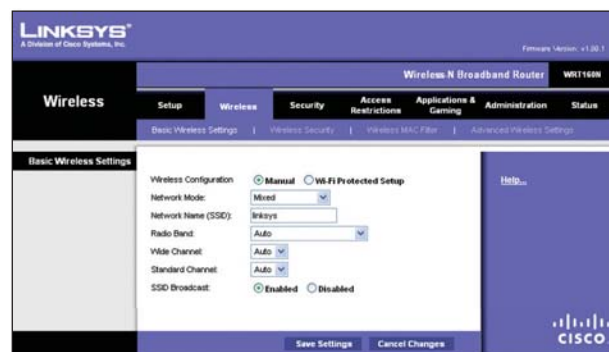 LINKSYS®
A Division of Cisco Systems, Inc.
Firmware Version: v1.00.1
Wireless-N Broadband Router WRT160N
Wireless
Setup Wireless Security Access Restrictions Applications & Gaming Administration Status
Basic Wireless Settings | Wireless Security | Wireless MAC Filter | Advanced Wireless Settings
Basic Wireless Settings
Wireless Configuration Manual Wi-Fi Protected Setup
Network Mode: Mixed
Network Name (SSID): linksys
Radio Band: Auto
Wide Channel: Auto
Standard Channel: Auto
SSID Broadcast: Enabled Disabled
Help...
Save Settings Cancel Changes
CISCO